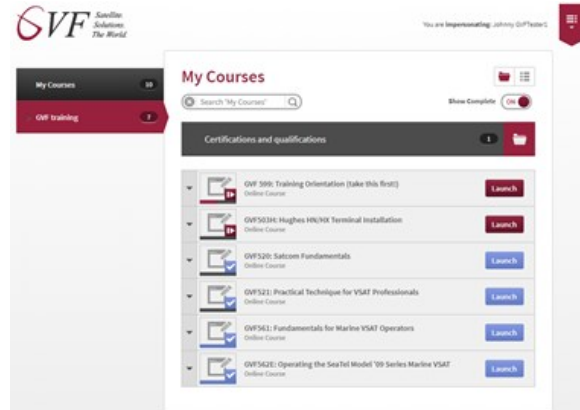 GVF Satellite.
Solutions.
The World.
You are impersonating: Johnny GVFTester1
My Courses 10
GVF training 7
My Courses
Search 'My Courses'
Show Complete ON
Certifications and qualifications 1
GVF 599: Training Orientation (take this first!)
Online Course
Launch
GVF503H: Hughes HN/HX Terminal Installation
Online Course
Launch
GVF520: Satcom Fundamentals
Online Course
Launch
GVF521: Practical Technique for VSAT Professionals
Online Course
Launch
GVF561: Fundamentals for Marine VSAT Operators
Online Course
Launch
GVF562E: Operating the SeaTel Model '09 Series Marine VSAT
Online Course
Launch